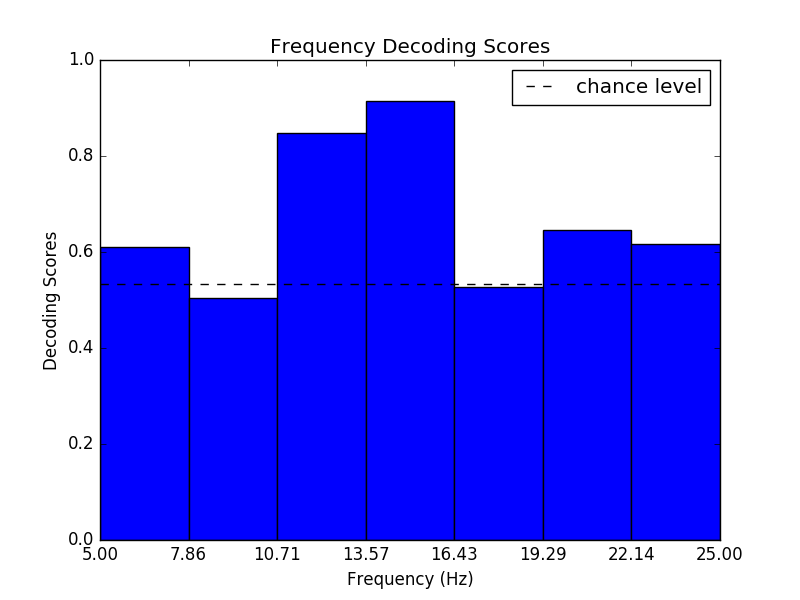 Frequency Decoding Scores
chance level
1.0
0.8
0.6
0.4
0.2
0.0
Decoding Scores
5.00 7.86 10.71 13.57 16.43 19.29 22.14 25.00
Frequency (Hz)